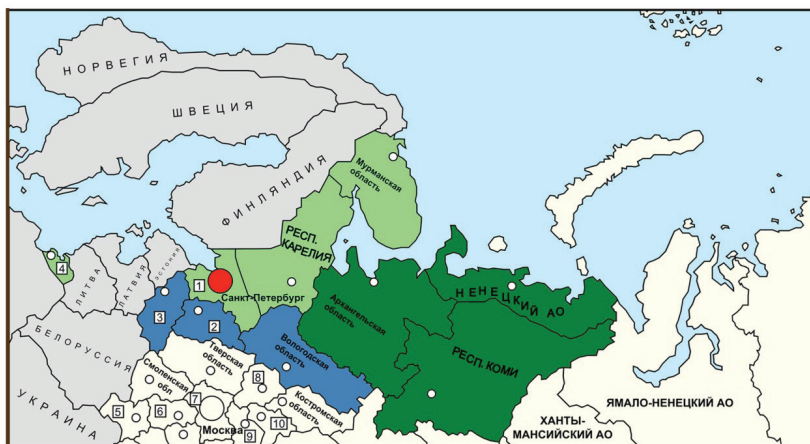 НОРВЕГИЯ
ШВЕЦИЯ
ФИНЛЯНДИЯ
Мурманская
область
РЕСП.
КАРЕЛИЯ
4
ЛИТВА
ЛАТВИЯ
ЭСТОНИЯ
1
Санкт-Петербург
НЕНЕЦКИЙ АО
Архангельская
область
3
2
БЕЛОРУССИЯ
Вологодская
область
РЕСП. КОМИ
Тверская
область
Смоленская
обл
8
7
Костромская
область
ЯМАЛО-НЕНЕЦКИЙ АО
УКРАИНА
5
6
10
Москва
9
ХАНТЫ-
МАНСИЙСКИЙ АО